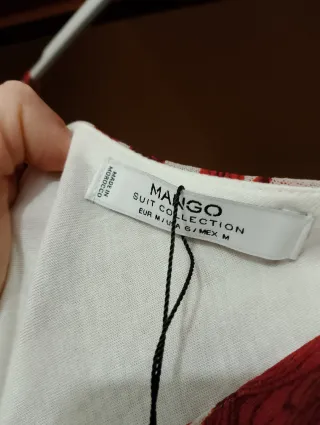 MANGO
SUIT COLLECTION
EUR M / USA 6 / MEX M
MADE IN
MOROCCO